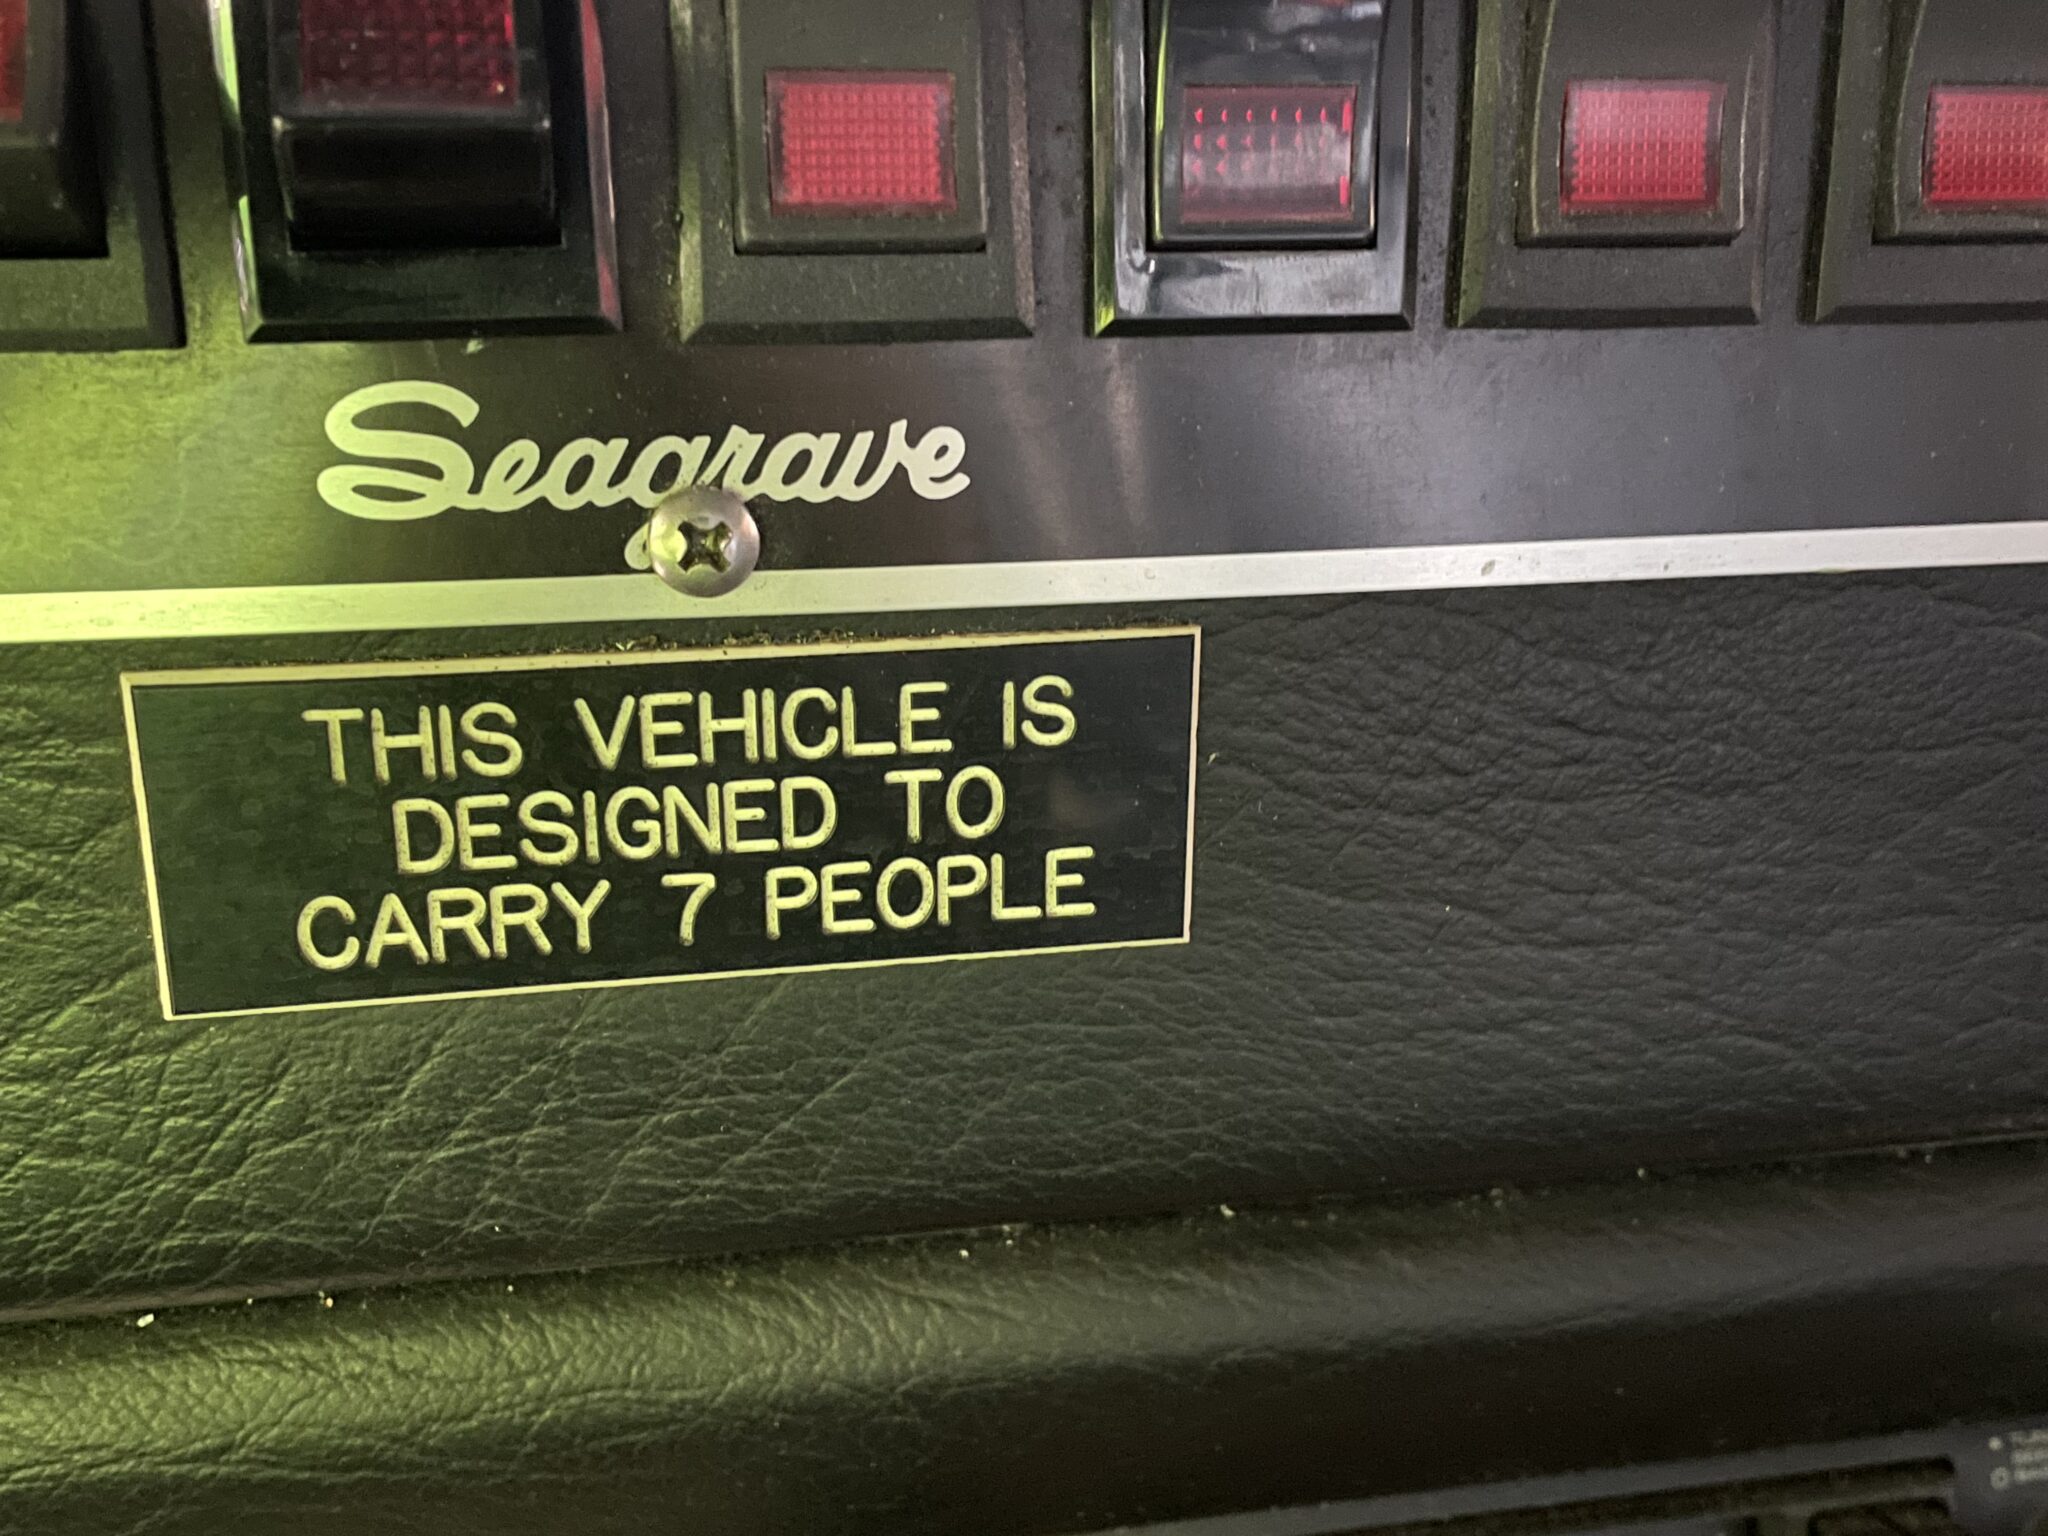 Seagrave
THIS VEHICLE IS
DESIGNED TO
CARRY 7 PEOPLE